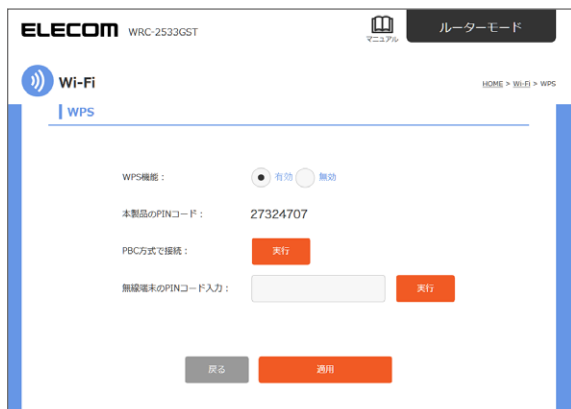 ELECOM WRC-2533GST マニュアル ルーターモード
Wi-Fi HOME > Wi-Fi > WPS
WPS
WPS機能： 有効 無効
本製品のPINコード： 27324707
PBC方式で接続： 実行
無線端末のPINコード入力： 実行
戻る 適用